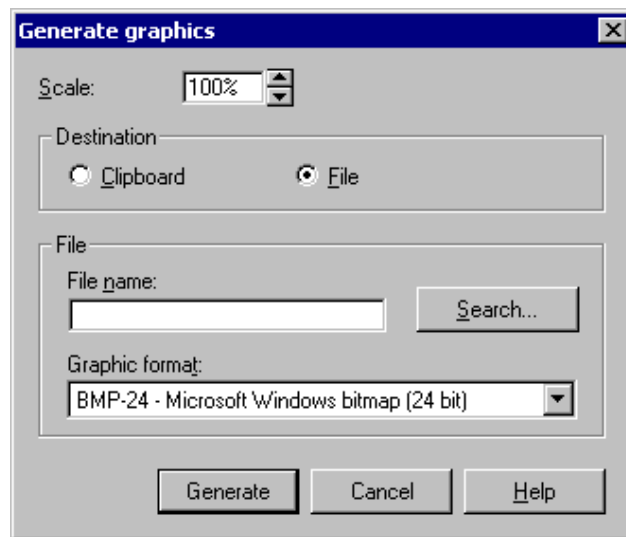 Generate graphics
Scale: 100%
Destination
Clipboard File
File
File name:
Search...
Graphic format:
BMP-24 - Microsoft Windows bitmap (24 bit)
Generate Cancel Help